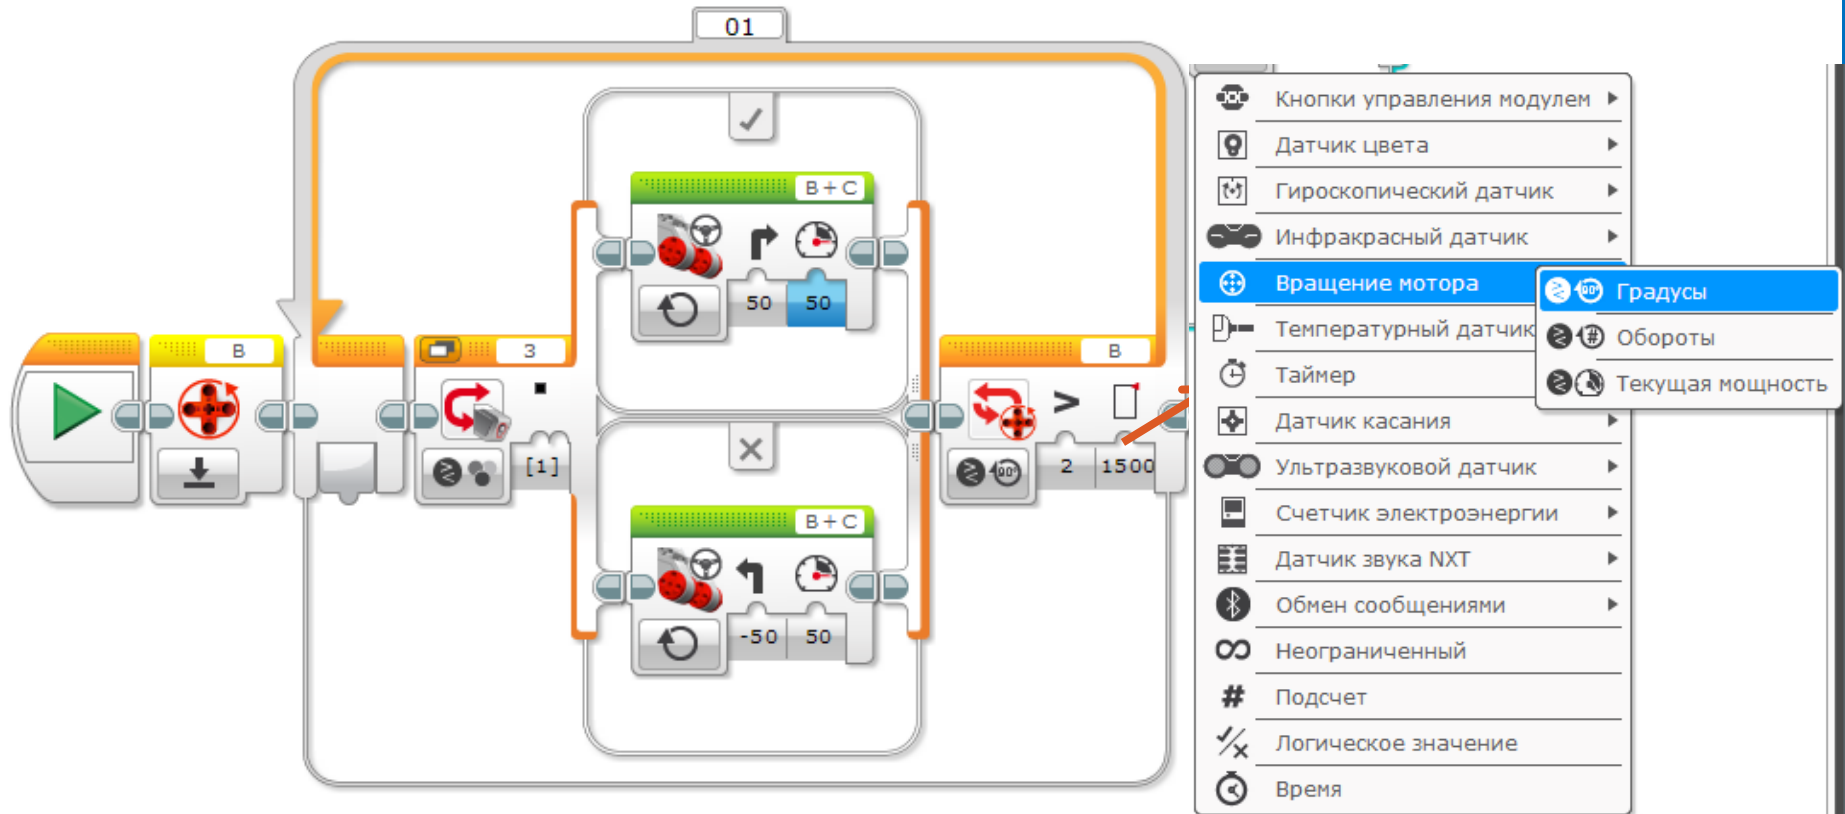 01
B
3
[1]
B+C
50 50
B+C
-50 50
B
90°
2 1500
Кнопки управления модулем
Датчик цвета
Гироскопический датчик
Инфракрасный датчик
Вращение мотора
Температурный датчик
Таймер
Датчик касания
Ультразвуковой датчик
Счетчик электроэнергии
Датчик звука NXT
Обмен сообщениями
Неограниченный
# Подсчет
Логическое значение
Время
90° Градусы
# Обороты
Текущая мощность